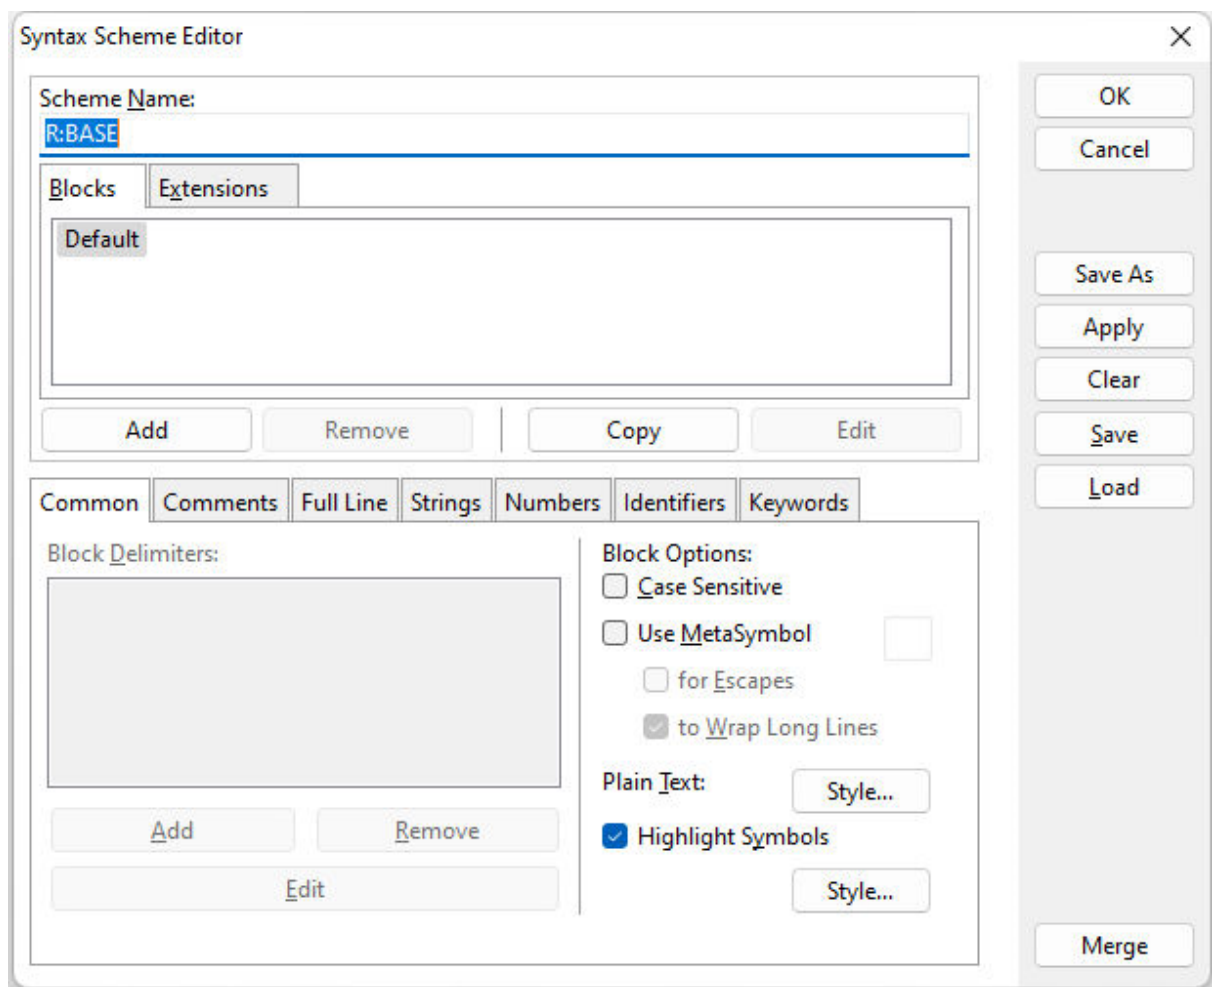 Syntax Scheme Editor
Scheme Name:
R:BASE
Blocks Extensions
Default
Add Remove Copy Edit
OK
Cancel
Save As
Apply
Clear
Save
Load
Common Comments Full Line Strings Numbers Identifiers Keywords
Block Delimiters:
Add Remove
Edit
Block Options:
Case Sensitive
Use MetaSymbol
for Escapes
to Wrap Long Lines
Plain Text: Style...
Highlight Symbols
Style...
Merge